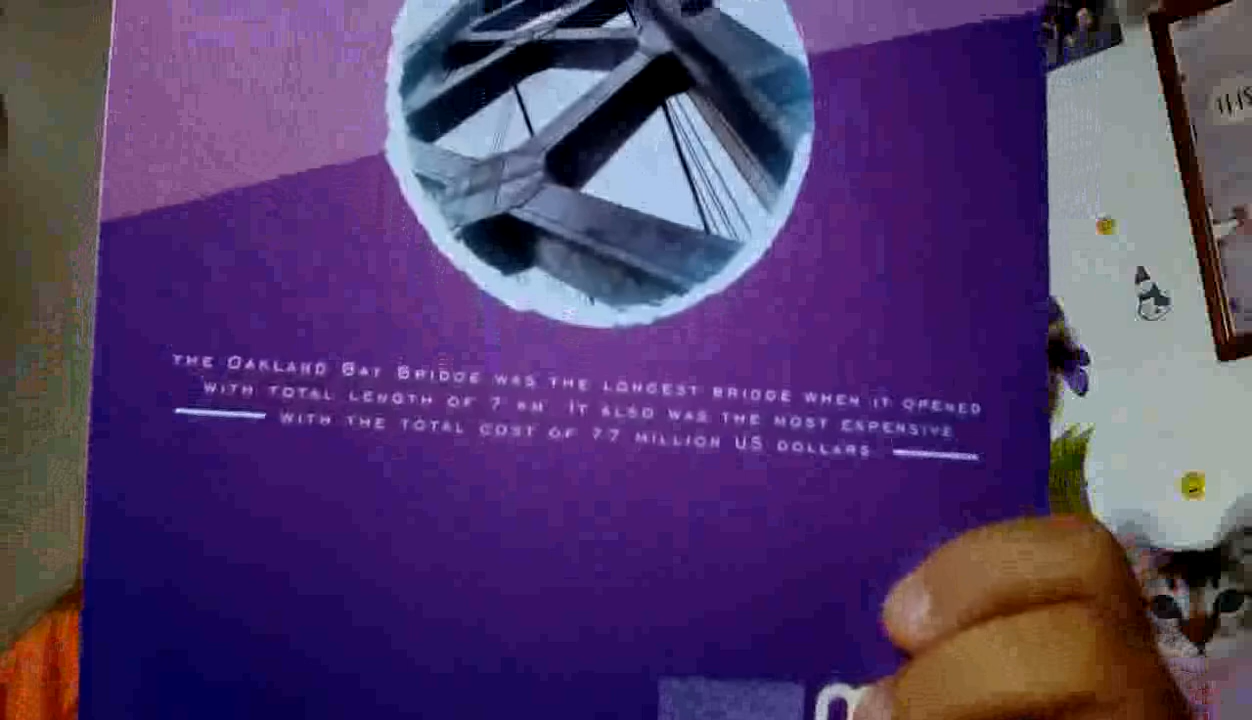 THE OAKLAND BAY BRIDGE WAS THE LONGEST BRIDGE WHEN IT OPENED
WITH TOTAL LENGTH OF 7 KM. IT ALSO WAS THE MOST EXPENSIVE
WITH THE TOTAL COST OF 77 MILLION US DOLLARS